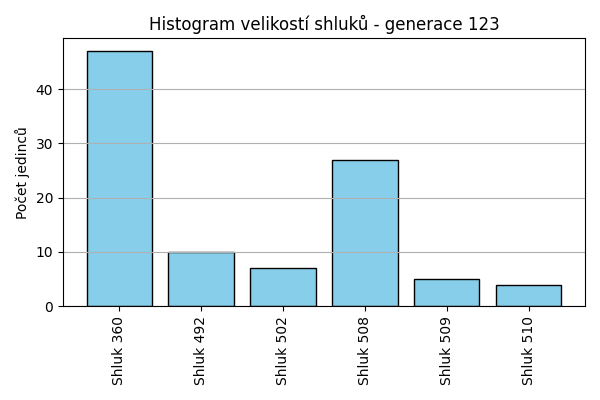 Histogram velikostí shluků - generace 123
Počet jedinců
40
30
20
10
0
Shluk 360
Shluk 492
Shluk 502
Shluk 508
Shluk 509
Shluk 510